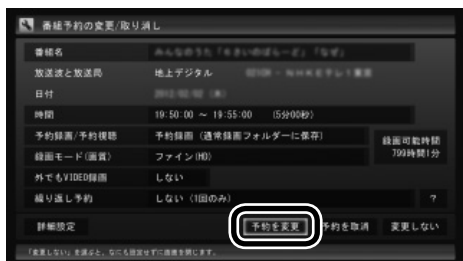 番組予約の変更/取り消し
番組名 みんなのうた「
放送波と放送局 地上デジタル
日付
時間 19:50:00 ～ 19:55:00 (5分00秒)
予約録画/予約視聴 予約録画 (通常録画フォルダーに保存)
録画可能時間
799時間1分
録画モード(画質) ファイン(HD)
外でもVIDEO録画 しない
繰り返し予約 しない (1回のみ) ?
詳細設定 予約を変更 予約を取消 変更しない
「変更しない」を選ぶと、なにも設定せずに画面を閉じます。